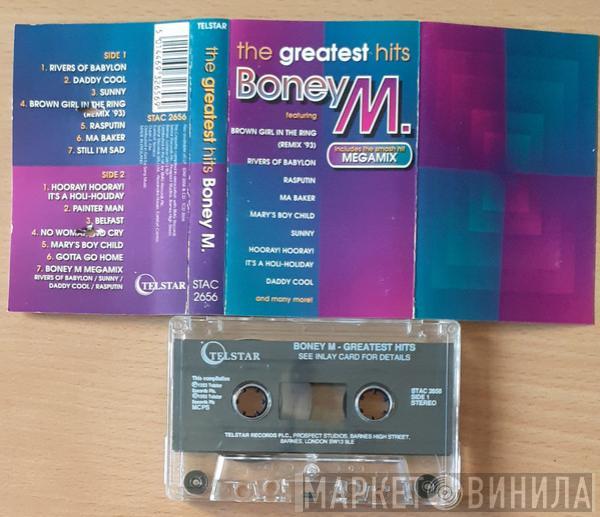 SIDE 1
1. RIVERS OF BABYLON
2. DADDY COOL
3. SUNNY
4. BROWN GIRL IN THE RING
(REMIX '93)
5. RASPUTIN
6. MA BAKER
7. STILL I'M SAD
SIDE 2
1. HOORAY! HOORAY!
IT'S A HOLI-HOLIDAY
2. PAINTER MAN
3. BELFAST
4. NO WOMAN NO CRY
5. MARY'S BOY CHILD
6. GOTTA GO HOME
7. BONEY M MEGAMIX
RIVERS OF BABYLON / SUNNY /
DADDY COOL / RASPUTIN
STAC 2656
TELSTAR
TELSTAR
the greatest hits Boney M.
STAC
2656
the greatest hits
Boney M.
featuring
BROWN GIRL IN THE RING
(REMIX '93)
includes the smash hit
MEGAMIX
RIVERS OF BABYLON
RASPUTIN
MA BAKER
MARY'S BOY CHILD
SUNNY
HOORAY! HOORAY!
IT'S A HOLI-HOLIDAY
DADDY COOL
and many more!
TELSTAR
BONEY M - GREATEST HITS
SEE INLAY CARD FOR DETAILS
This compilation
Records Plc.
Records Plc.
MCPS
STAC 2656
SIDE 1
STEREO
TELSTAR RECORDS PLC., PROSPECT STUDIOS, BARNES HIGH STREET,
BARNES, LONDON SW13 9LE
МАРКЕТ ВИНИЛА